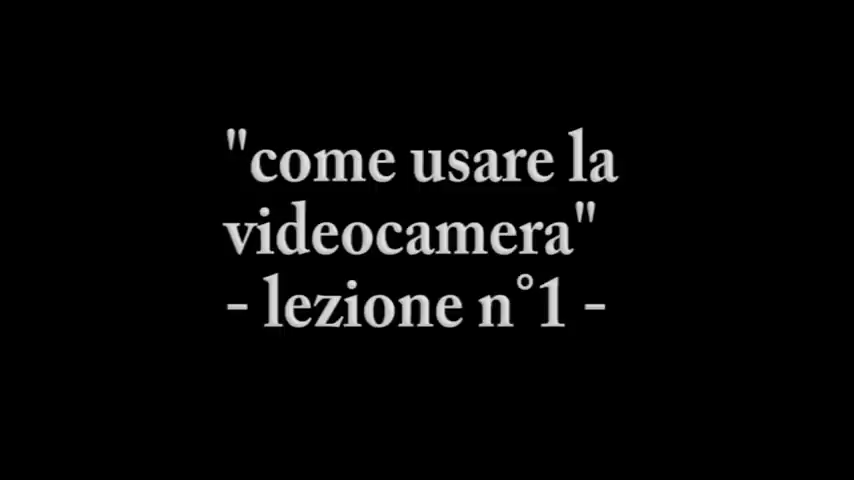 "come usare la
videocamera"
- lezione n°1 -